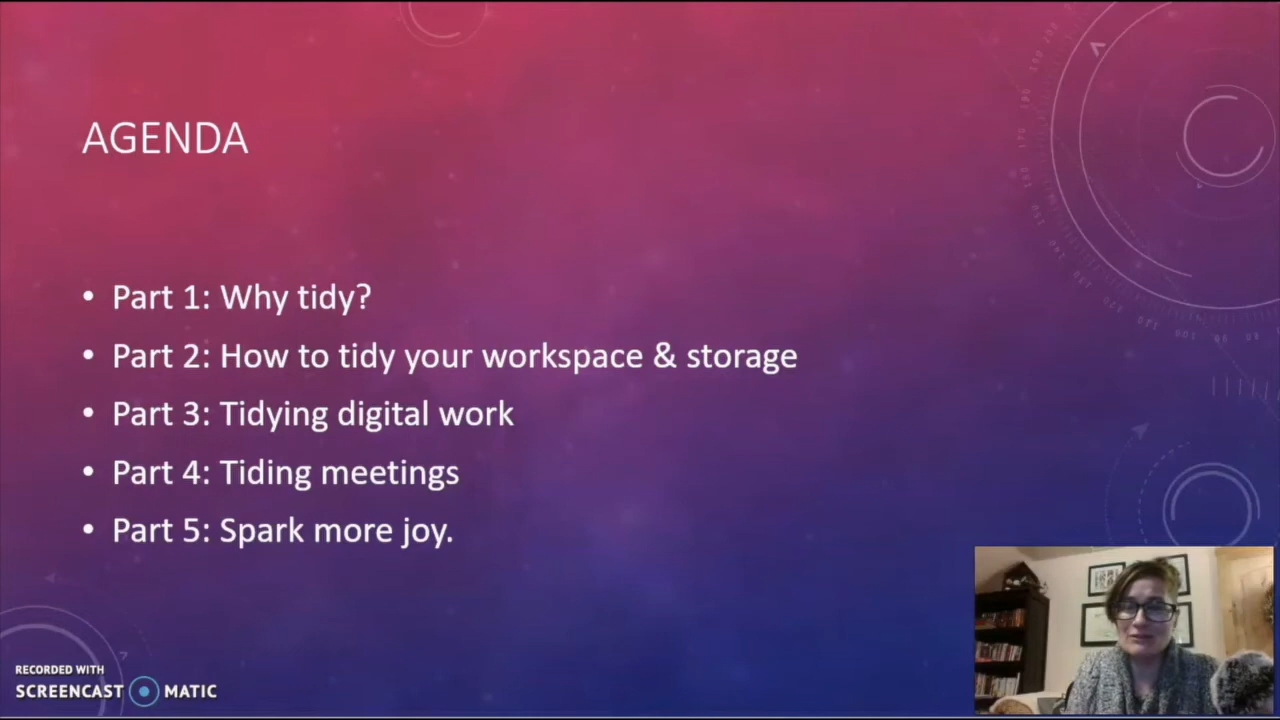 AGENDA
• Part 1: Why tidy?
• Part 2: How to tidy your workspace & storage
• Part 3: Tidying digital work
• Part 4: Tiding meetings
• Part 5: Spark more joy.
RECORDED WITH
SCREENCAST MATIC